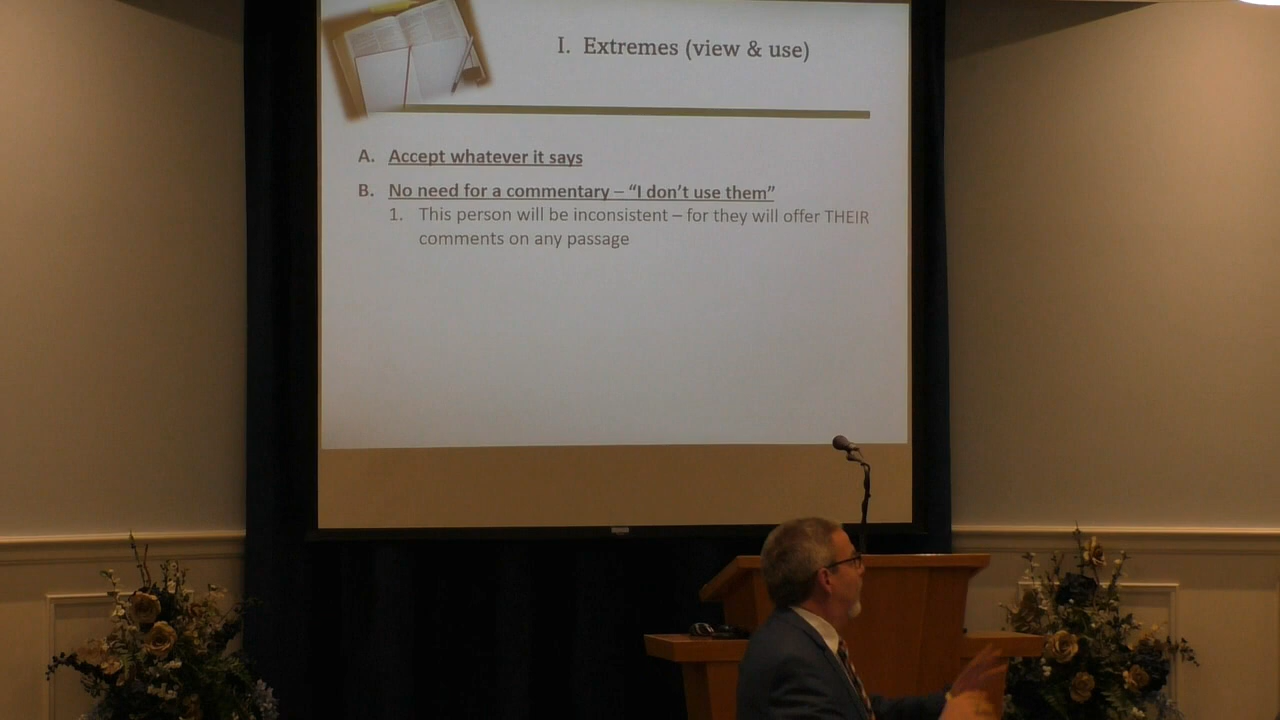 I. Extremes (view & use)
A. Accept whatever it says
B. No need for a commentary – “I don’t use them”
1. This person will be inconsistent – for they will offer THEIR
comments on any passage